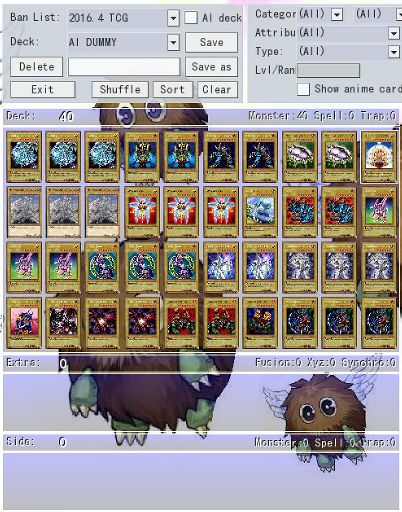 Ban List: 2016.4 TCG AI deck
Deck: AI DUMMY Save
Delete Save as
Exit Shuffle Sort Clear
Categor (All) (All)
Attribu (All)
Type: (All)
Lvl/Ran
Show anime card
Deck: 40 Monster:40 Spell:0 Trap:0
Extra: 0 Fusion:0 Xyz:0 Synchro:0
Side: 0 Monster:0 Spell:0 Trap:0